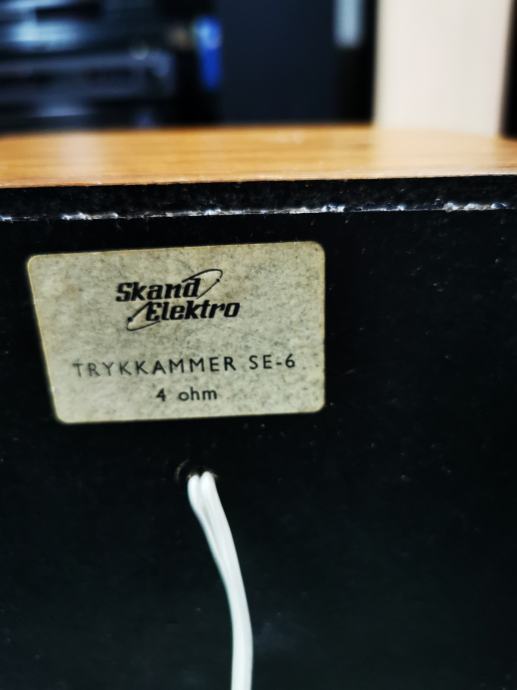 Skand
Elektro
TRYKKAMMER SE-6
4 ohm